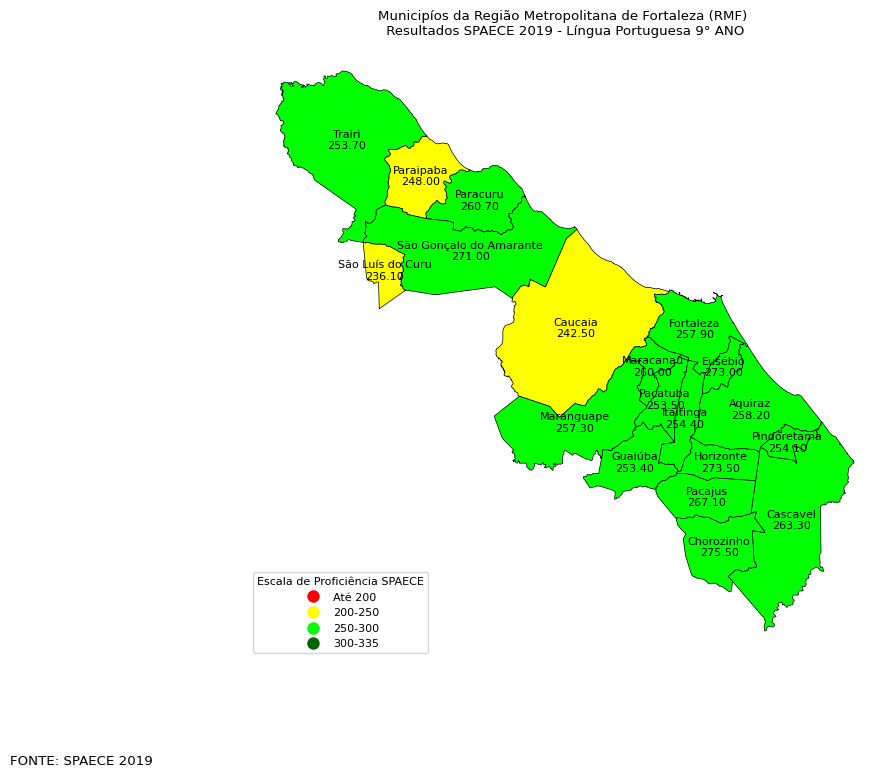 Municipíos da Região Metropolitana de Fortaleza (RMF)
Resultados SPAECE 2019 - Língua Portuguesa 9° ANO
Trairi
253.70
Paraipaba
248.00
Paracuru
260.70
São Gonçalo do Amarante
271.00
São Luís do Curu
236.10
Caucaia
242.50
Fortaleza
257.90
Maracanaú
260.00
Eusébio
273.00
Pacatuba
253.50
Itaitinga
254.40
Aquiraz
258.20
Maranguape
257.30
Pindoretama
254.10
Guaiúba
253.40
Horizonte
273.50
Pacajus
267.10
Cascavel
263.30
Chorozinho
275.50
Escala de Proficiência SPAECE
Até 200
200-250
250-300
300-335
FONTE: SPAECE 2019